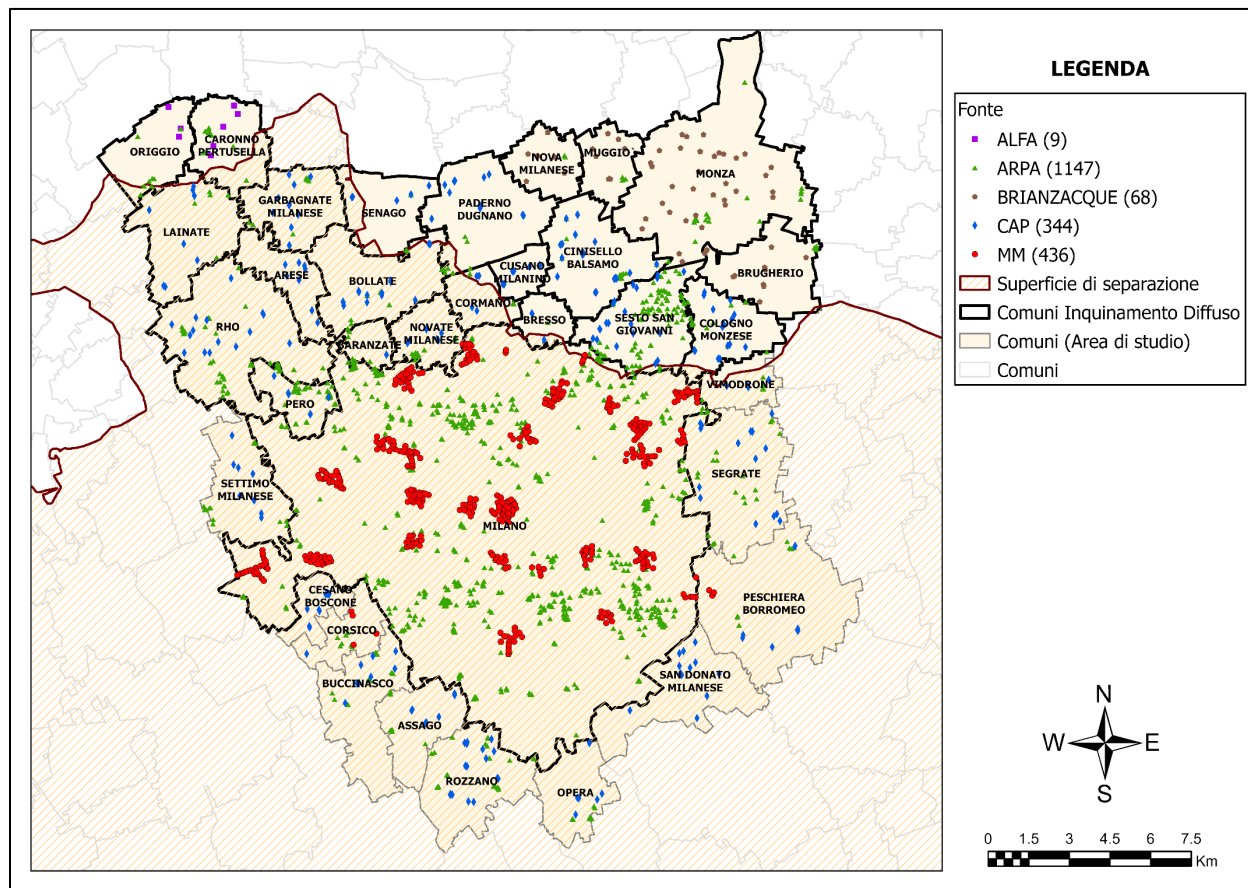 ORIGGIO
CARONNO
PERTUSELLA
LAINATE
GARBAGNATE
MILANESE
SENAGO
PADERNO
DUGNANO
NOVA
MILANESE
MUGGIO'
MONZA
ARESE
BOLLATE
CUSANO
MILANINO
CINISELLO
BALSAMO
BRUGHERIO
RHO
CORMANO
BRESSO
SESTO SAN
GIOVANNI
COLOGNO
MONZESE
BARANZATE
NOVATE
MILANESE
PERO
VIMODRONE
SETTIMO
MILANESE
SEGRATE
MILANO
CESANO
BOSCONE
CORSICO
PESCHIERA
BORROMEO
BUCCINASCO
SAN DONATO
MILANESE
ASSAGO
ROZZANO
OPERA
LEGENDA
Fonte
ALFA (9)
ARPA (1147)
BRIANZACQUE (68)
CAP (344)
MM (436)
Superficie di separazione
Comuni Inquinamento Diffuso
Comuni (Area di studio)
Comuni
N
W E
S
0 1.5 3 4.5 6 7.5
Km